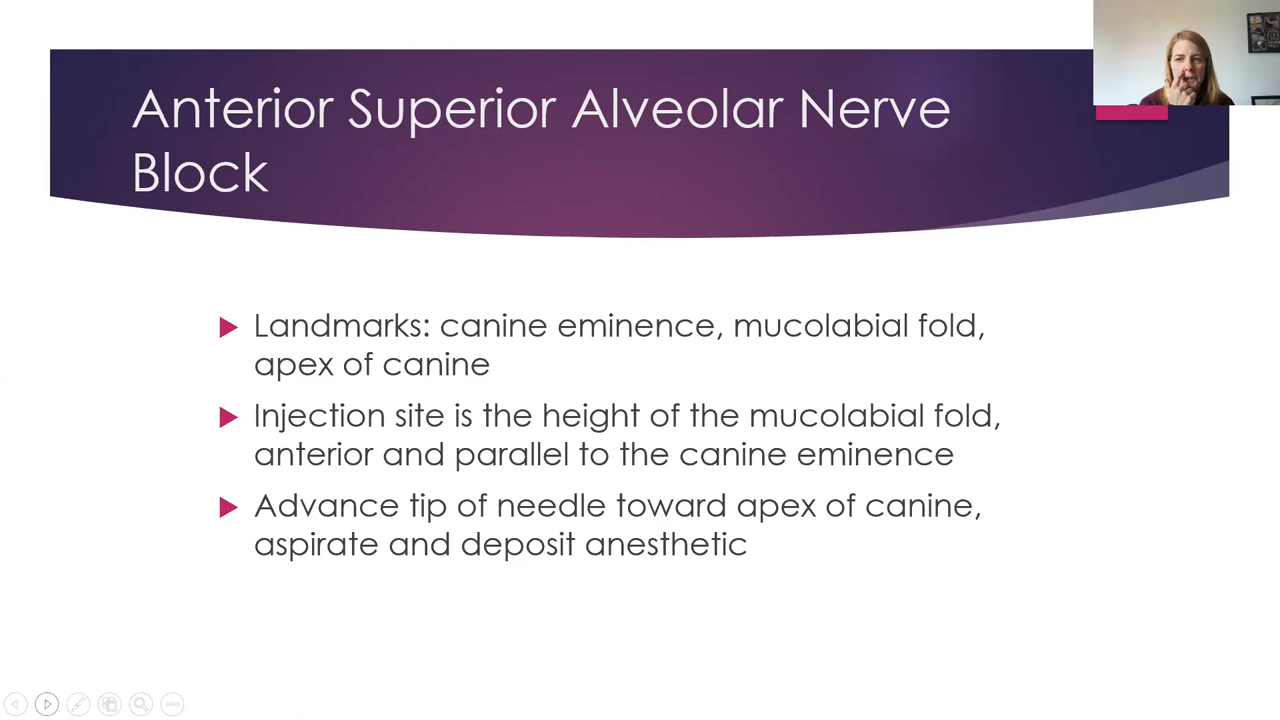 Anterior Superior Alveolar Nerve
Block
Landmarks: canine eminence, mucolabial fold,
apex of canine
Injection site is the height of the mucolabial fold,
anterior and parallel to the canine eminence
Advance tip of needle toward apex of canine,
aspirate and deposit anesthetic